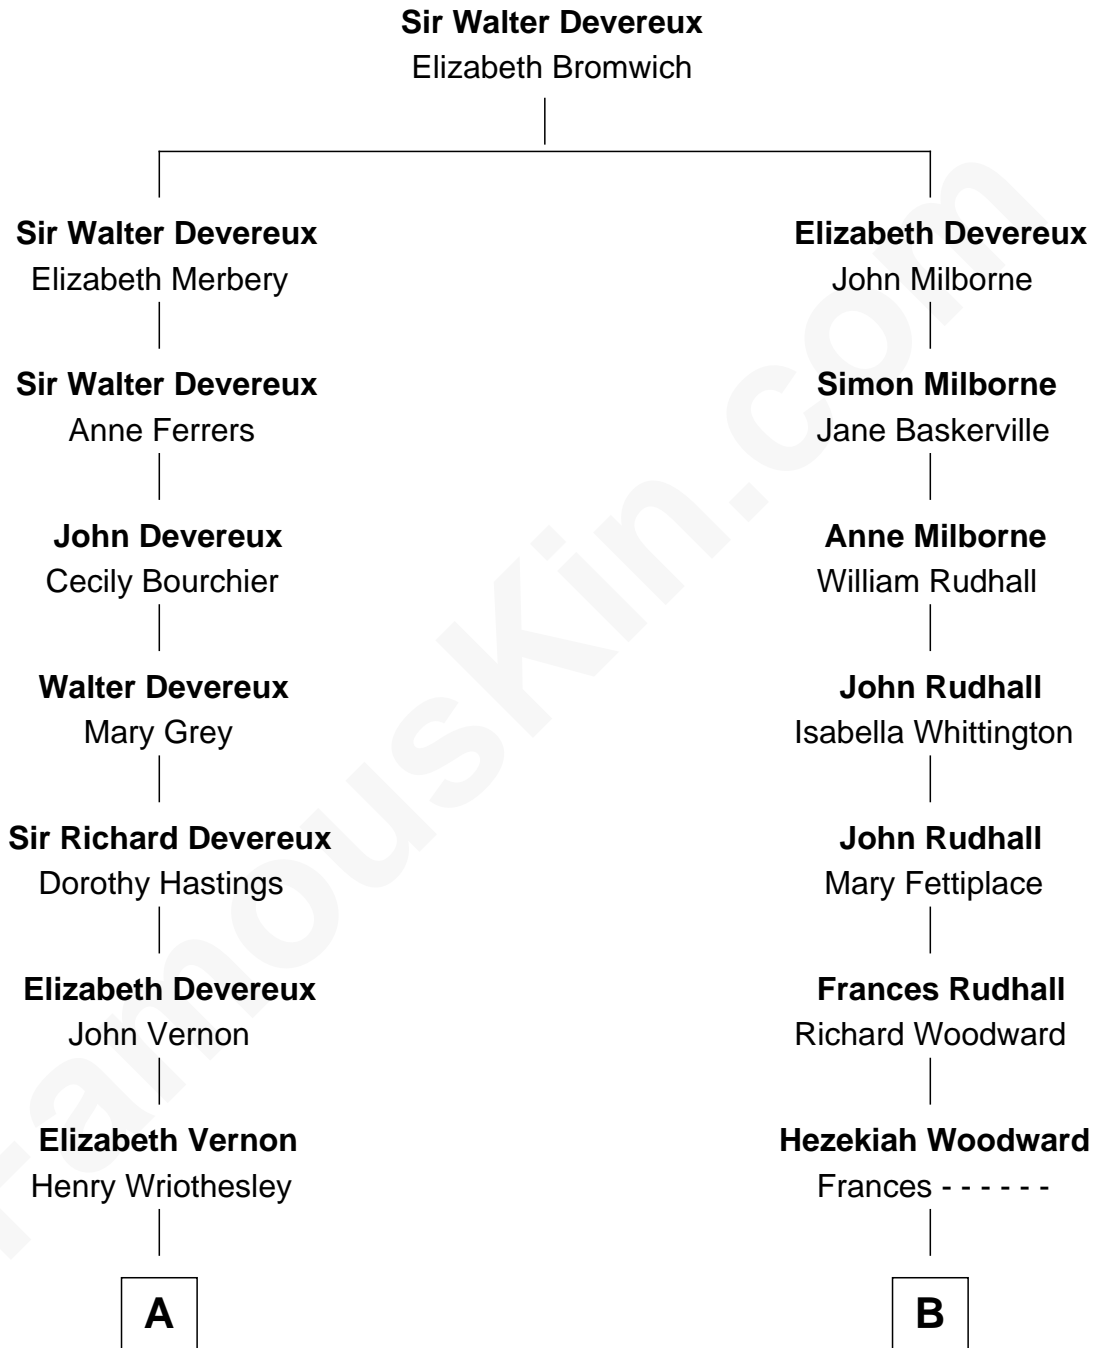 Sir Walter Devereux
Elizabeth Bromwich
Sir Walter Devereux
Elizabeth Merbery
Elizabeth Devereux
John Milborne
Sir Walter Devereux
Anne Ferrers
Simon Milborne
Jane Baskerville
John Devereux
Cecily Bourchier
Anne Milborne
William Rudhall
Walter Devereux
Mary Grey
John Rudhall
Isabella Whittington
Sir Richard Devereux
Dorothy Hastings
John Rudhall
Mary Fettiplace
Elizabeth Devereux
John Vernon
Frances Rudhall
Richard Woodward
Elizabeth Vernon
Henry Wriothesley
Hezekiah Woodward
Frances - - - - - -
A
B
FamousKin.com